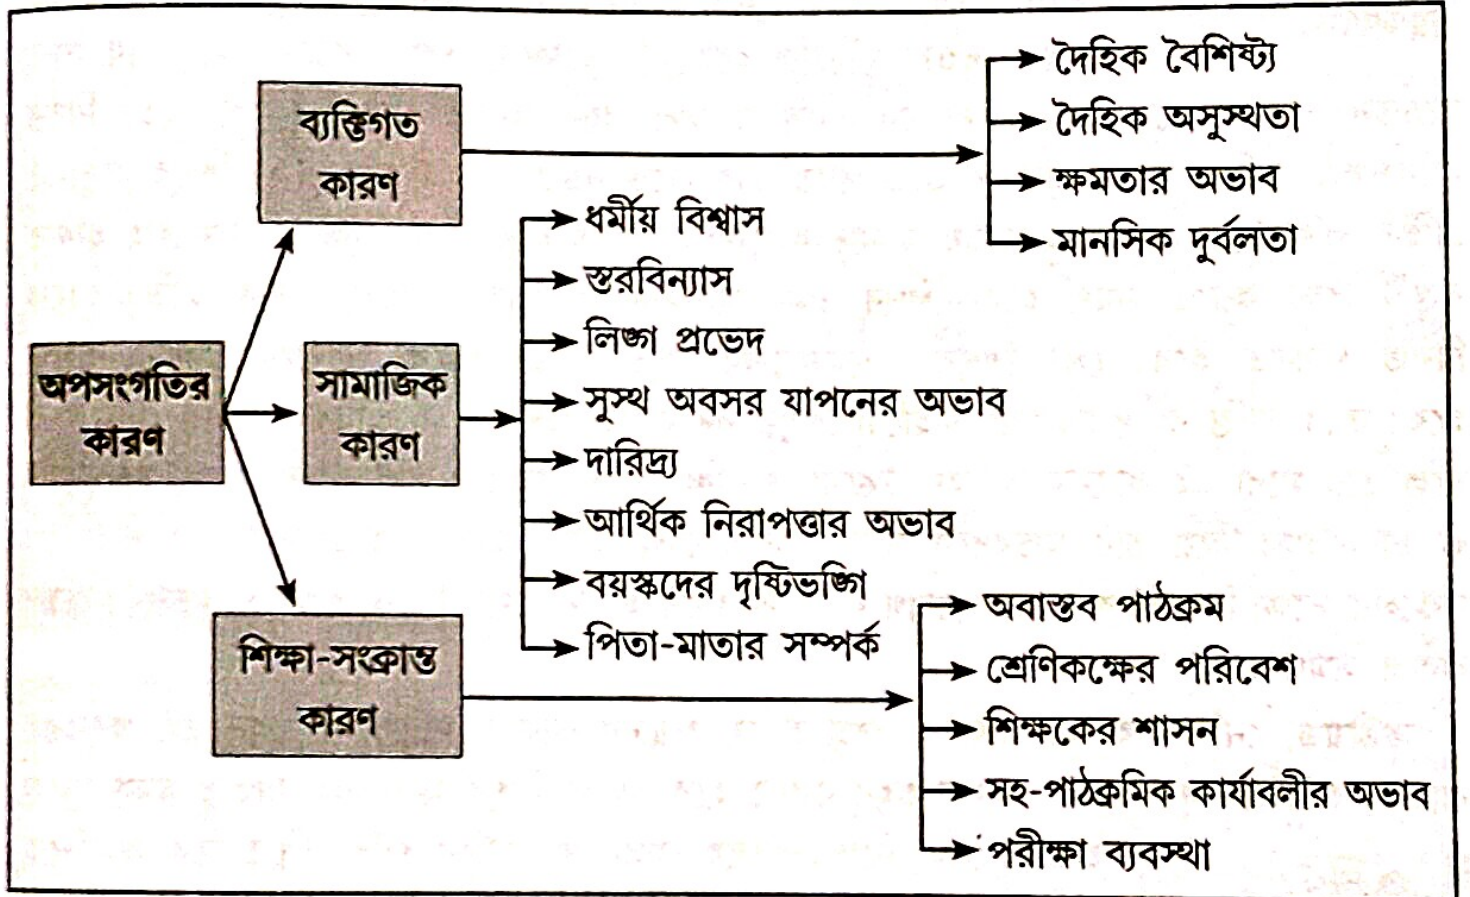 ব্যক্তিগত
কারণ
দৈহিক বৈশিষ্ট্য
দৈহিক অসুস্থতা
ক্ষমতার অভাব
মানসিক দুর্বলতা
অপসংগতির
কারণ
সামাজিক
কারণ
ধর্মীয় বিশ্বাস
স্তরবিন্যাস
লিঙ্গ প্রভেদ
সুস্থ অবসর যাপনের অভাব
দারিদ্র্য
আর্থিক নিরাপত্তার অভাব
বয়স্কদের দৃষ্টিভঙ্গি
পিতা-মাতার সম্পর্ক
শিক্ষা-সংক্রান্ত
কারণ
অবাস্তব পাঠক্রম
শ্রেণিকক্ষের পরিবেশ
শিক্ষকের শাসন
সহ-পাঠক্রমিক কার্যাবলীর অভাব
পরীক্ষা ব্যবস্থা